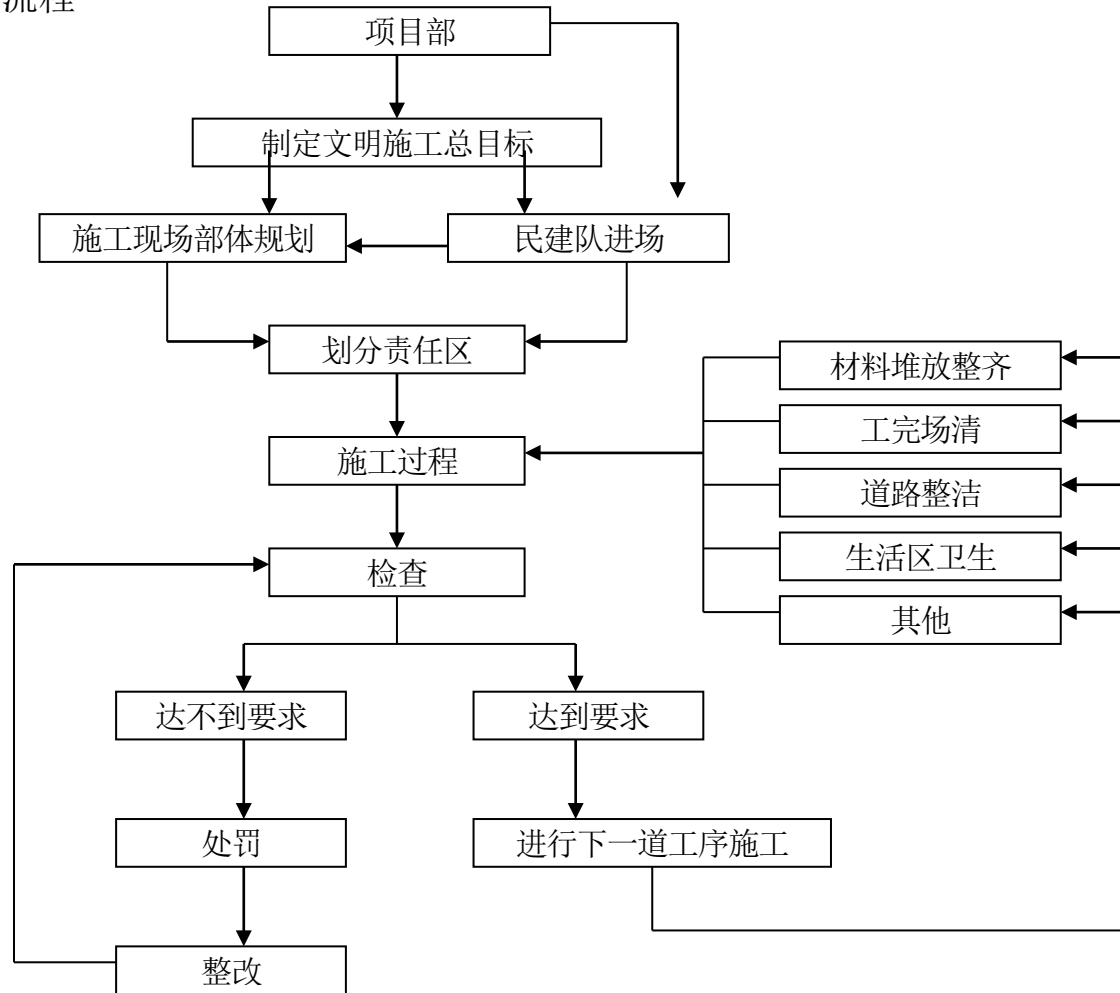 流程
项目部
制定文明施工总目标
施工现场部体规划
民建队进场
划分责任区
材料堆放整齐
工完场清
施工过程
道路整洁
生活区卫生
检查
其他
达不到要求
达到要求
处罚
进行下一道工序施工
整改